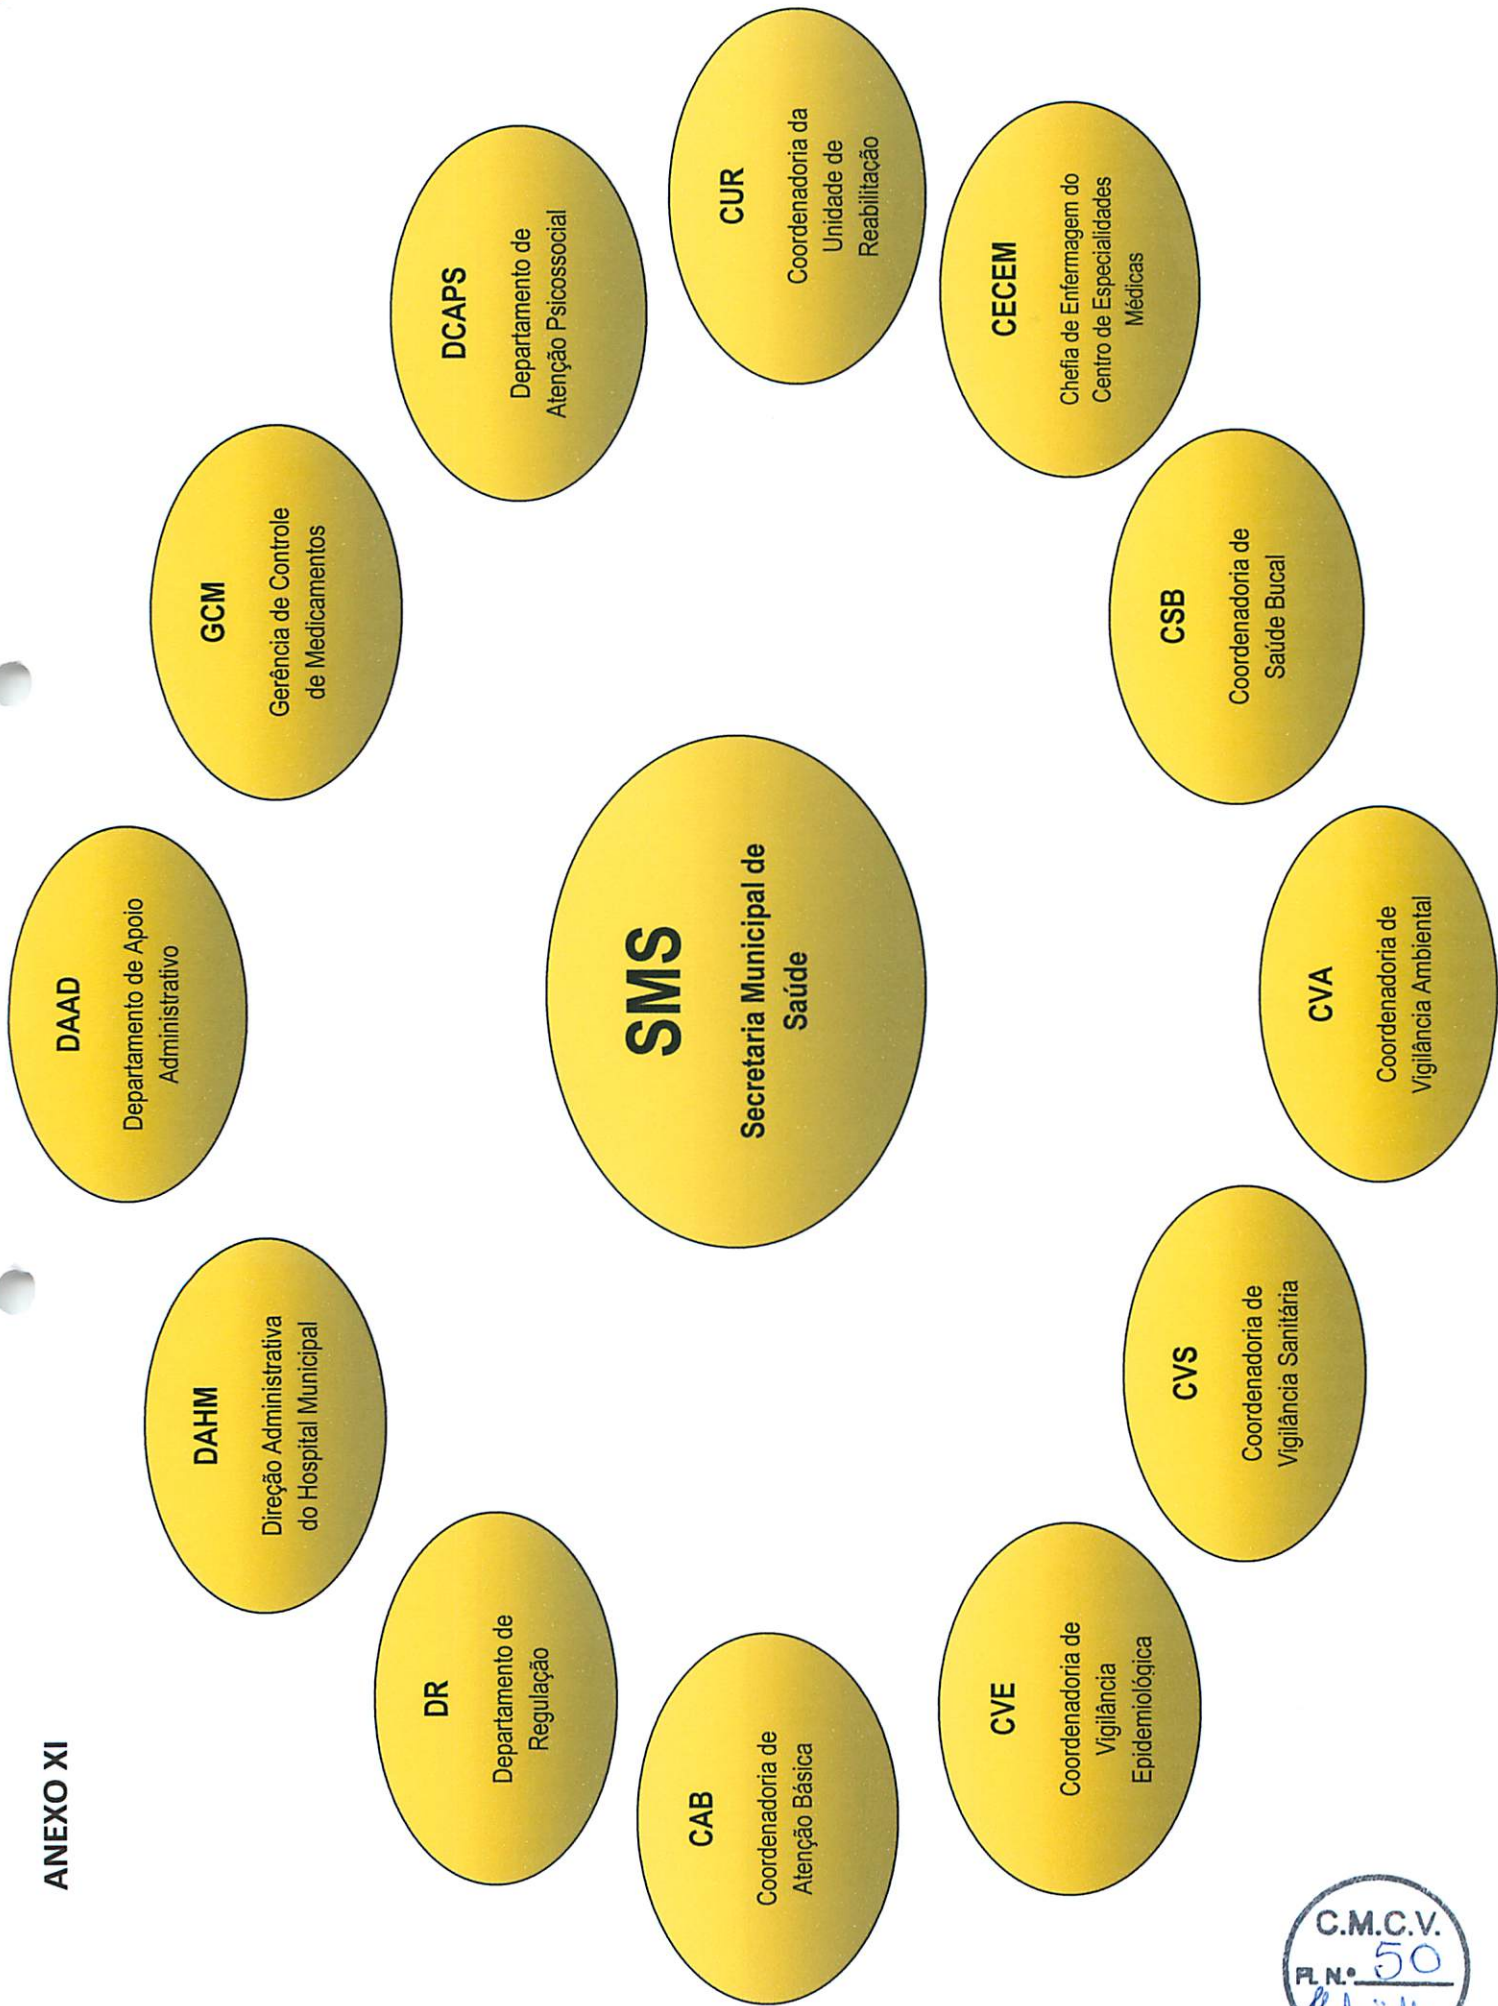 ANEXO XI
DAAD
Departamento de Apoio
Administrativo
GCM
Gerência de Controle
de Medicamentos
DCAPS
Departamento de
Atenção Psicossocial
CUR
Coordenadoria da
Unidade de
Reabilitação
CECEM
Chefia de Enfermagem do
Centro de Especialidades
Médicas
CSB
Coordenadoria de
Saúde Bucal
CVA
Coordenadoria de
Vigilância Ambiental
CVS
Coordenadoria de
Vigilância Sanitária
CVE
Coordenadoria de
Vigilância
Epidemiológica
CAB
Coordenadoria de
Atenção Básica
DR
Departamento de
Regulação
DAHM
Direção Administrativa
do Hospital Municipal
SMS
Secretaria Municipal de
Saúde
C.M.C.V.
FL N.º 50